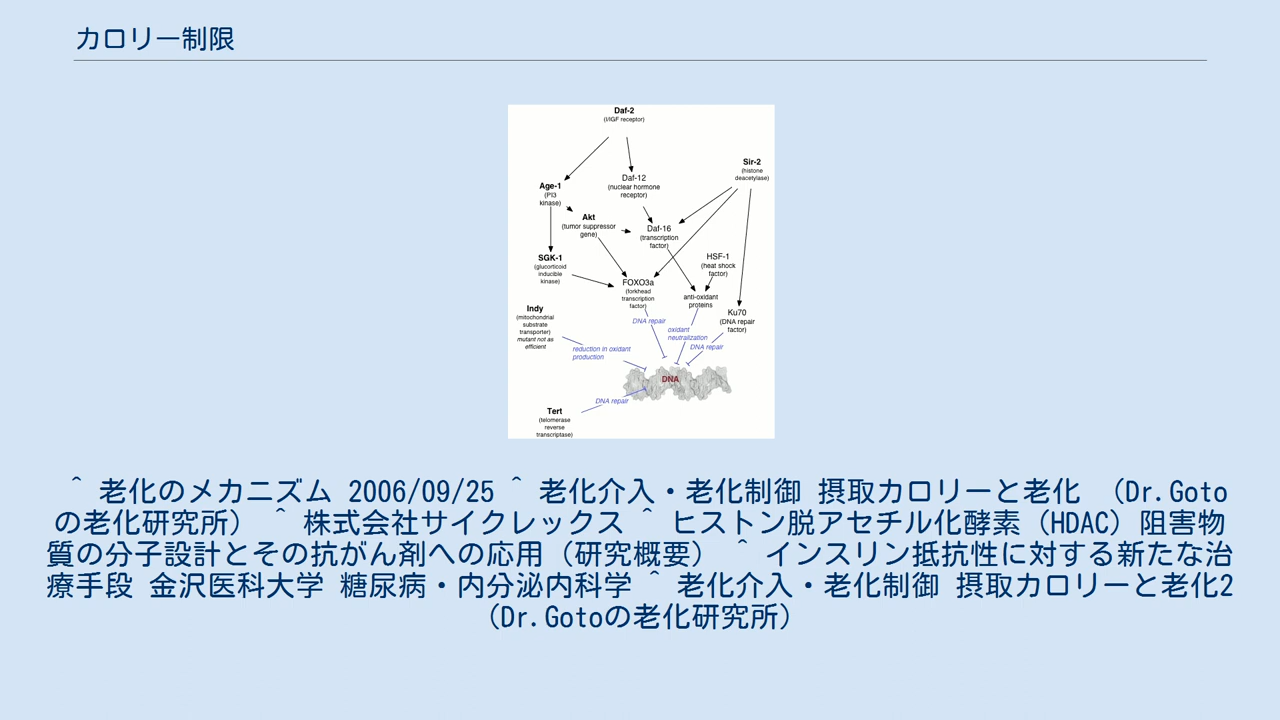 カロリー制限
Daf-2
(I/IGF receptor)
Sir-2
(histone
deacetylase)
Daf-12
(nuclear hormone
receptor)
Age-1
(PI3
kinase)
Akt
(tumor suppressor
gene)
Daf-16
(transcription
factor)
SGK-1
(glucorticoid
inducible
kinase)
HSF-1
(heat shock
factor)
FOXO3a
(forkhead
transcription
factor)
anti-oxidant
proteins
Ku70
(DNA repair
factor)
Indy
(mitochondrial
substrate
transporter)
mutant not as
efficient
DNA repair
oxidant
neutralization
DNA repair
reduction in oxidant
production
DNA
DNA repair
Tert
(telomerase
reverse
transcriptase)
^ 老化のメカニズム 2006/09/25 ^ 老化介入・老化制御 摂取カロリーと老化 （Dr.Goto
の老化研究所） ^ 株式会社サイクレックス ^ ヒストン脱アセチル化酵素（HDAC）阻害物
質の分子設計とその抗がん剤への応用（研究概要） ^ インスリン抵抗性に対する新たな治
療手段 金沢医科大学 糖尿病・内分泌内科学 ^ 老化介入・老化制御 摂取カロリーと老化2
（Dr.Gotoの老化研究所）